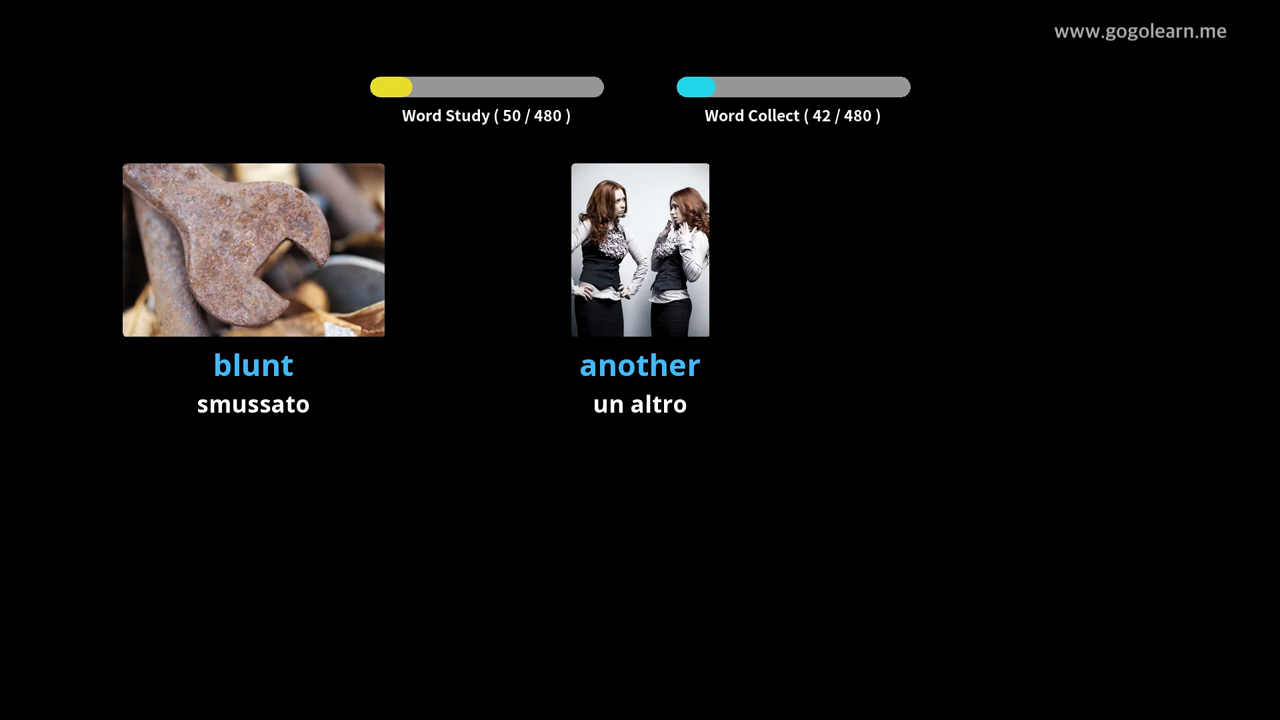 www.gogolearn.me
Word Study ( 50 / 480 )
Word Collect ( 42 / 480 )
blunt
smussato
another
un altro